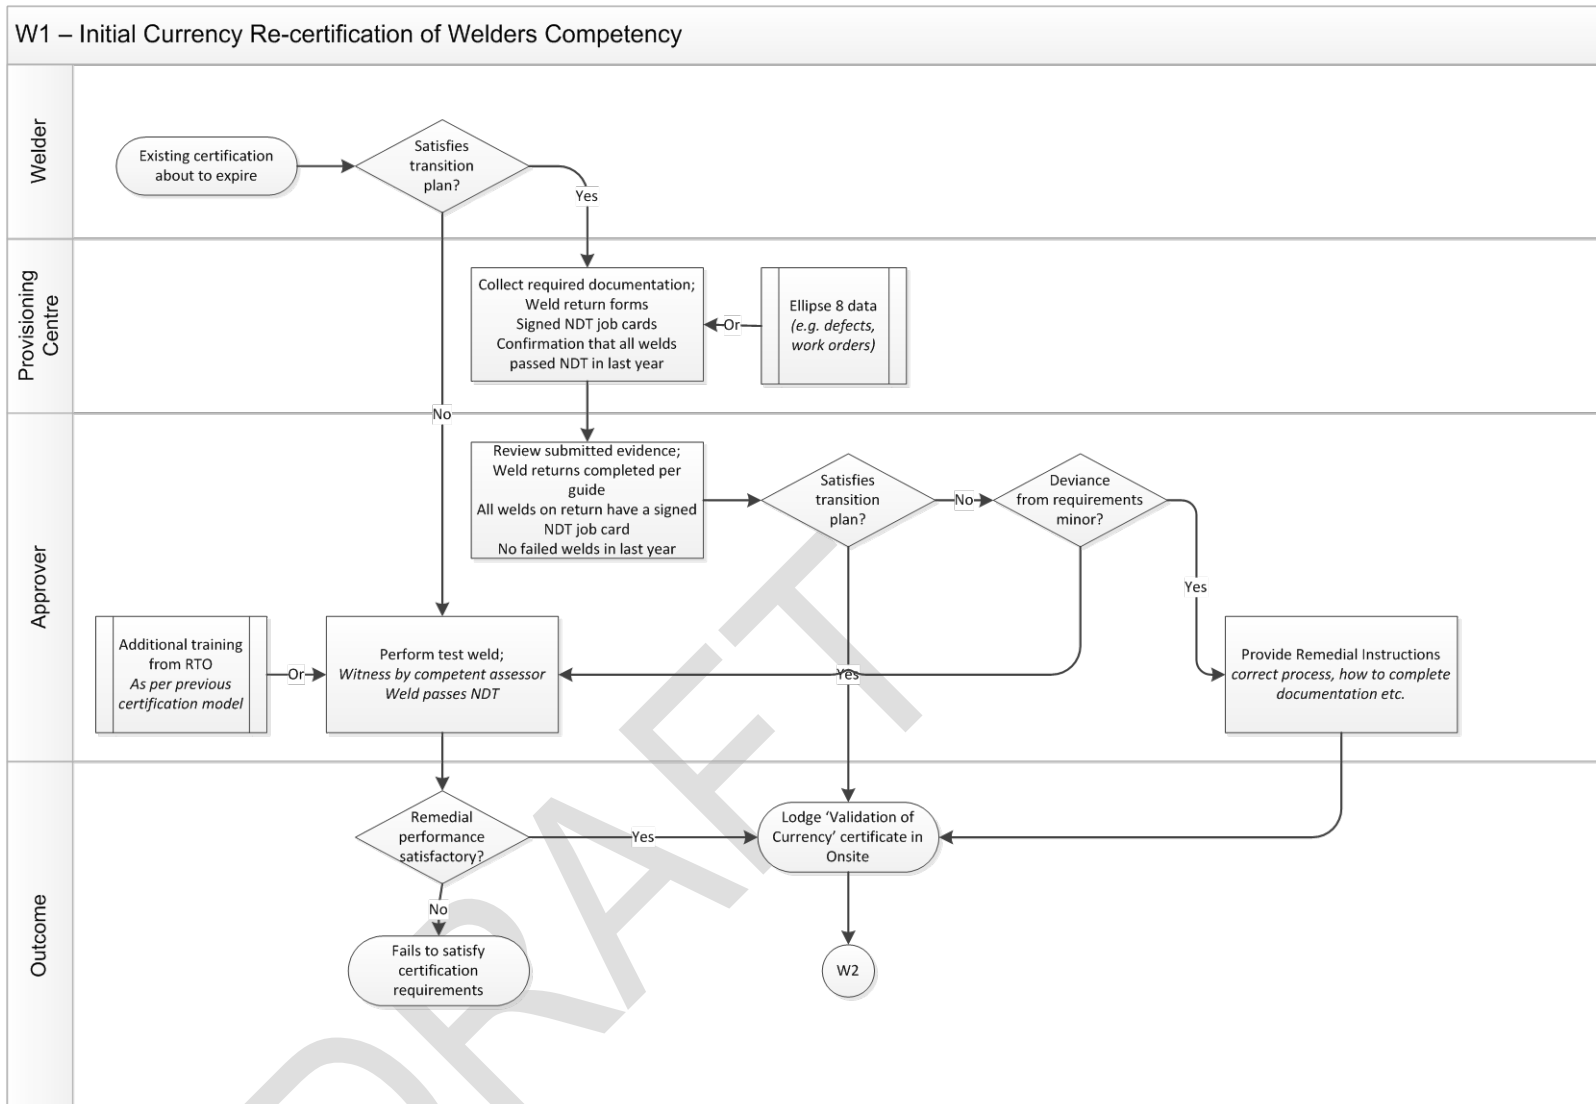 W1 – Initial Currency Re-certification of Welders Competency
Welder
Existing certification
about to expire
Satisfies
transition
plan?
Yes
Provisioning
Centre
Collect required documentation;
Weld return forms
Signed NDT job cards
Confirmation that all welds
passed NDT in last year
Or
Ellipse 8 data
(e.g. defects,
work orders)
No
Approver
Review submitted evidence;
Weld returns completed per
guide
All welds on return have a signed
NDT job card
No failed welds in last year
Satisfies
transition
plan?
No
Deviance
from requirements
minor?
Yes
Additional training
from RTO
As per previous
certification model
Or
Perform test weld;
Witness by competent assessor
Weld passes NDT
Yes
Provide Remedial Instructions
correct process, how to complete
documentation etc.
Outcome
Remedial
performance
satisfactory?
Yes
Lodge ‘Validation of
Currency’ certificate in
Onsite
No
Fails to satisfy
certification
requirements
W2
DRAFT